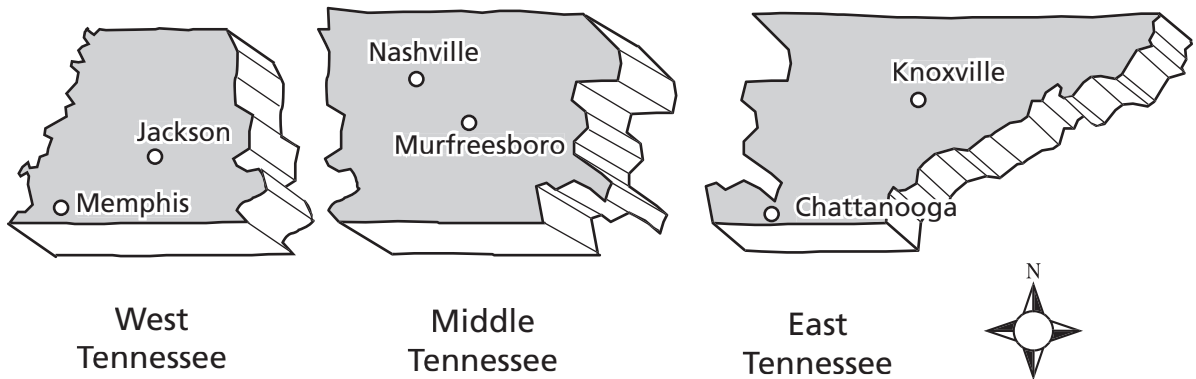 Nashville
Knoxville
Jackson
Murfreesboro
Memphis
Chattanooga
N
West
Tennessee
Middle
Tennessee
East
Tennessee